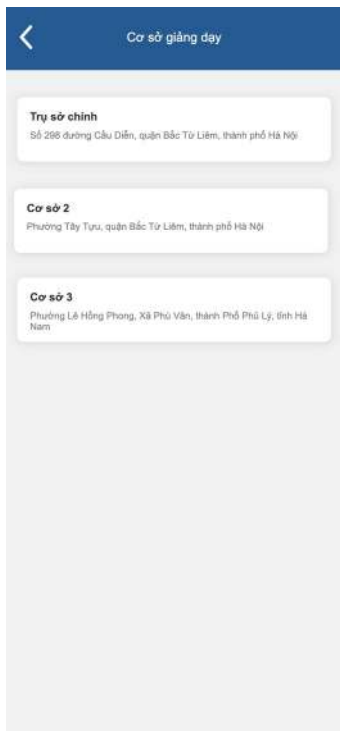 Cơ sở giảng dạy
Trụ sở chính
Số 298 đường Cầu Diễn, quận Bắc Từ Liêm, thành phố Hà Nội
Cơ sở 2
Phường Tây Tựu, quận Bắc Từ Liêm, thành phố Hà Nội
Cơ sở 3
Phường Lê Hồng Phong, Xã Phù Vân, thành Phố Phủ Lý, tỉnh Hà
Nam